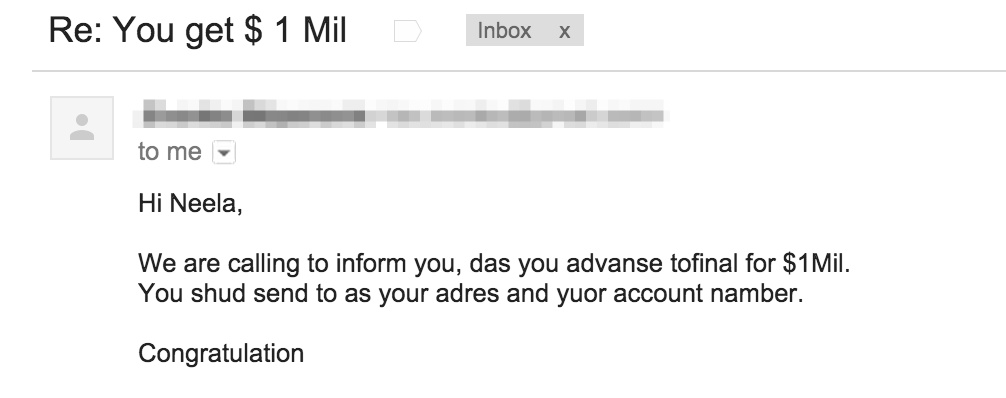 Re: You get $ 1 Mil
Inbox x
to me
Hi Neela,
We are calling to inform you, das you advanse tofinal for $1Mil.
You shud send to as your adres and yuor account namber.
Congratulation